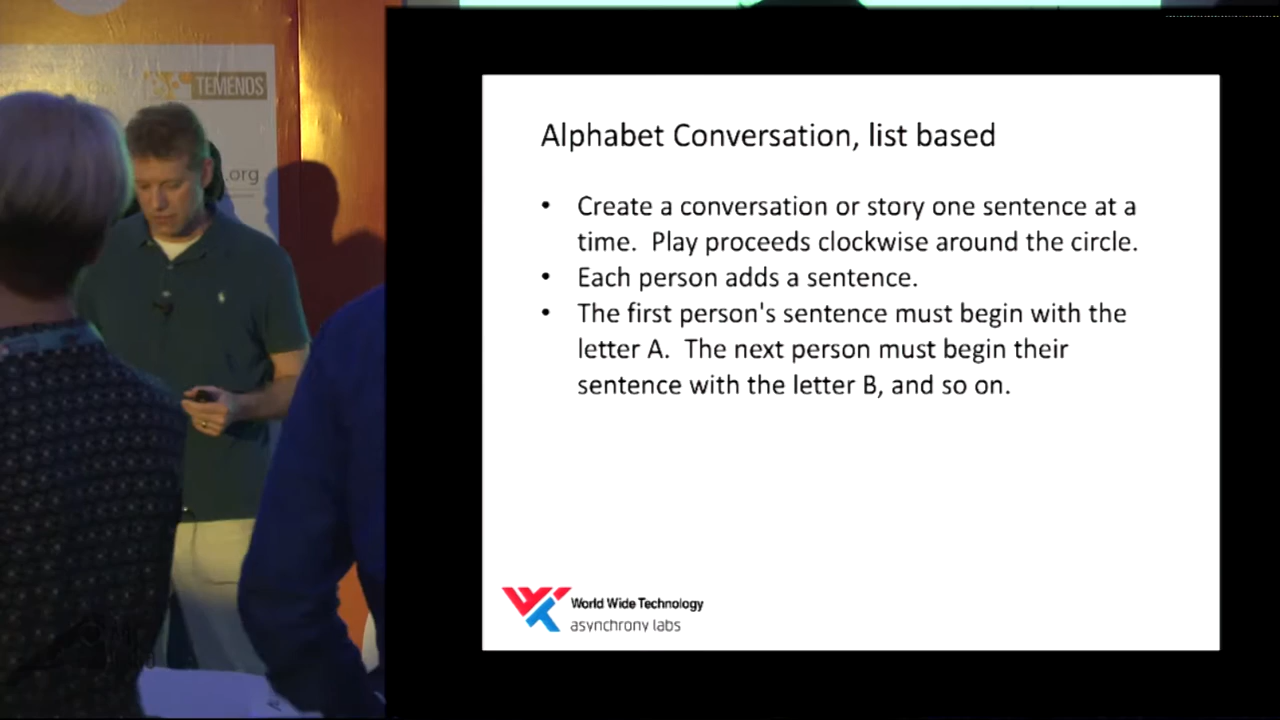 TEMENOS
.org
Alphabet Conversation, list based
• Create a conversation or story one sentence at a
time. Play proceeds clockwise around the circle.
• Each person adds a sentence.
• The first person's sentence must begin with the
letter A. The next person must begin their
sentence with the letter B, and so on.
World Wide Technology
asynchrony labs